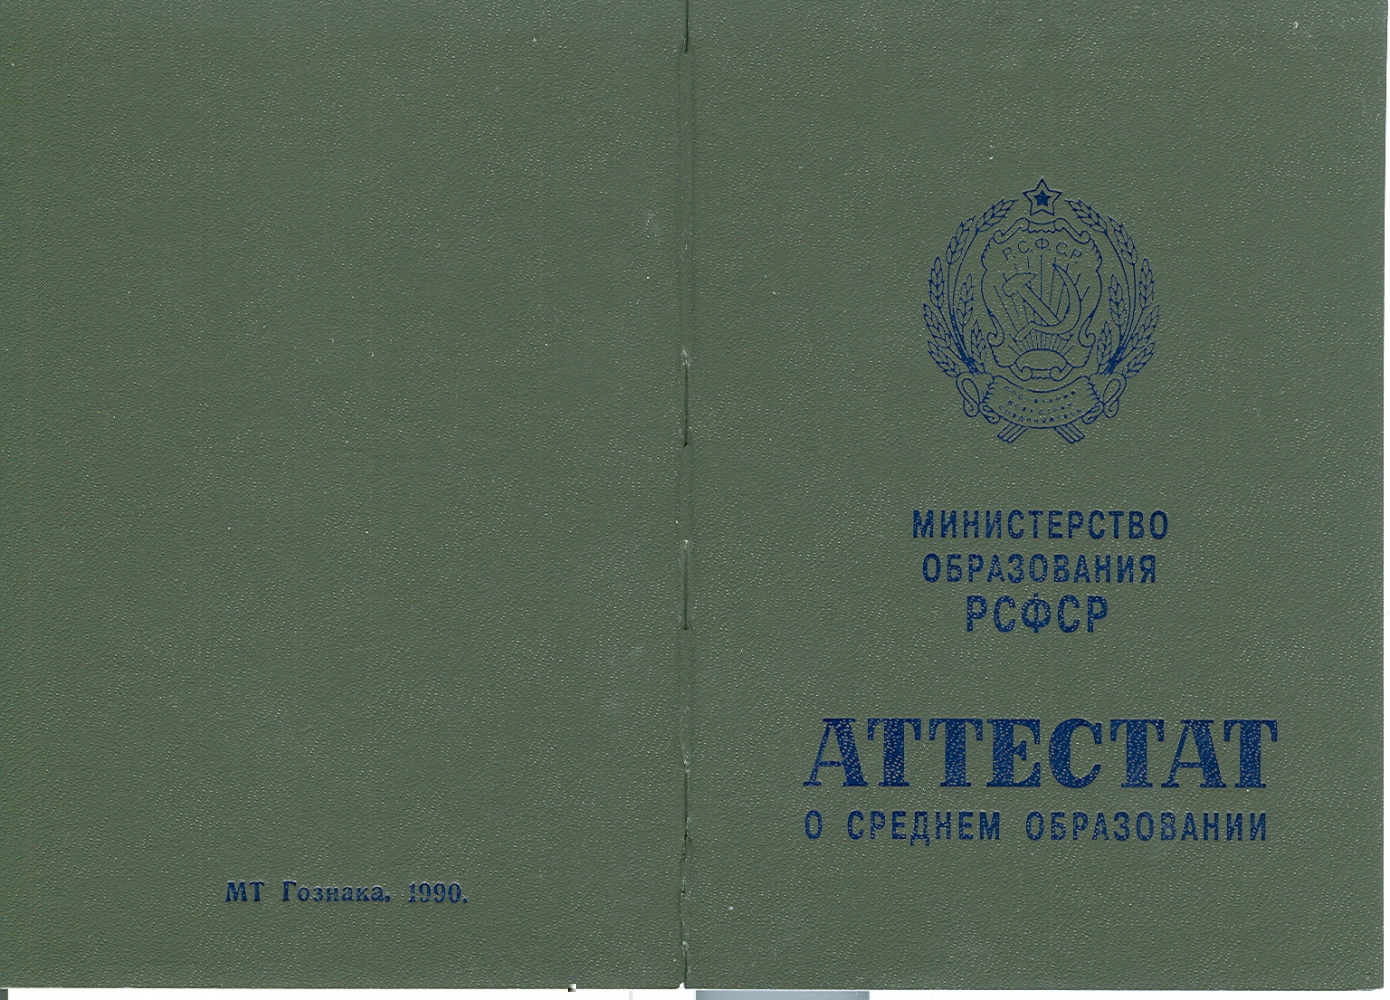 МТ Гознака. 1990.
РСФСР
МИНИСТЕРСТВО
ОБРАЗОВАНИЯ
РСФСР
АТТЕСТАТ
О СРЕДНЕМ ОБРАЗОВАНИИ